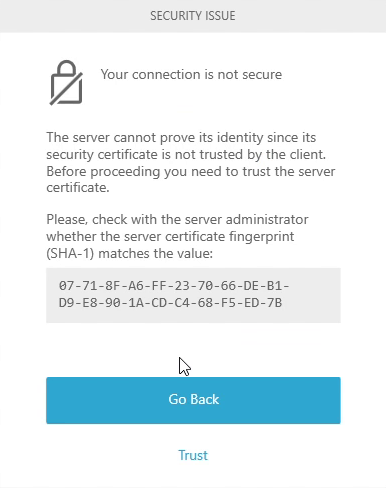 SECURITY ISSUE
Your connection is not secure
The server cannot prove its identity since its
security certificate is not trusted by the client.
Before proceeding you need to trust the server
certificate.
Please, check with the server administrator
whether the server certificate fingerprint
(SHA-1) matches the value:
07-71-8F-A6-FF-23-70-66-DE-B1-
D9-E8-90-1A-CD-C4-68-F5-ED-7B
Go Back
Trust